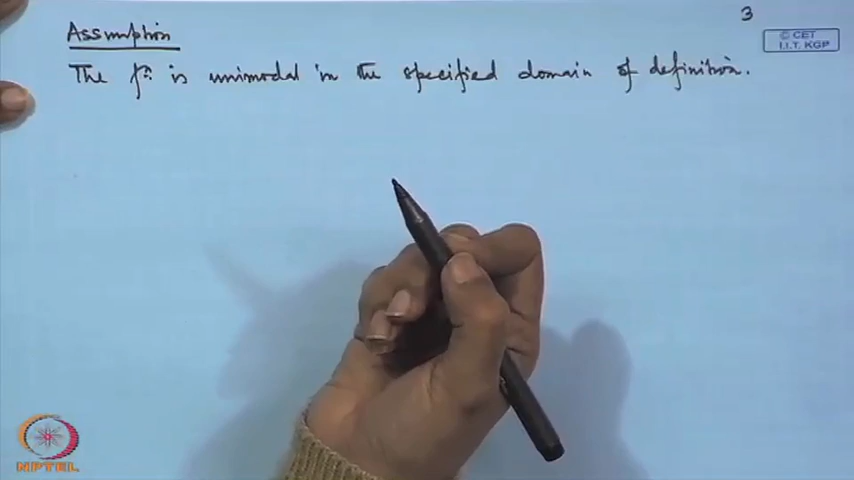 3
Assumption
© CET
I.I.T. KGP
The fn. is unimodal in the specified domain of definition.
NPTEL